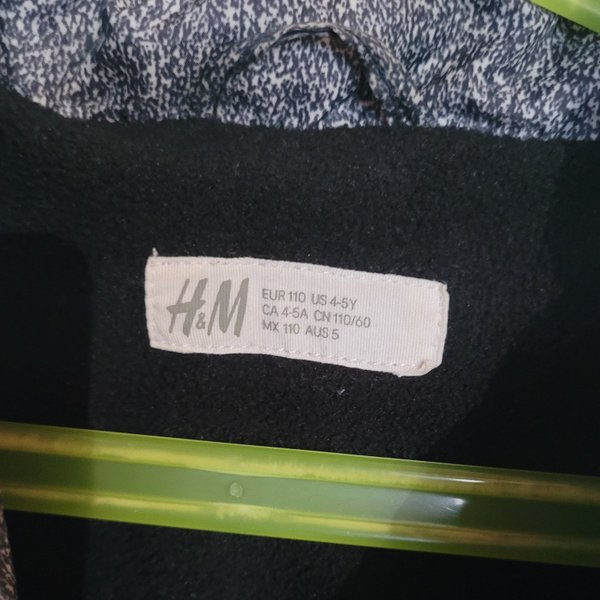 H&M
EUR 110 US 4-5Y
CA 4-5A CN 110/60
MX 110 AUS 5